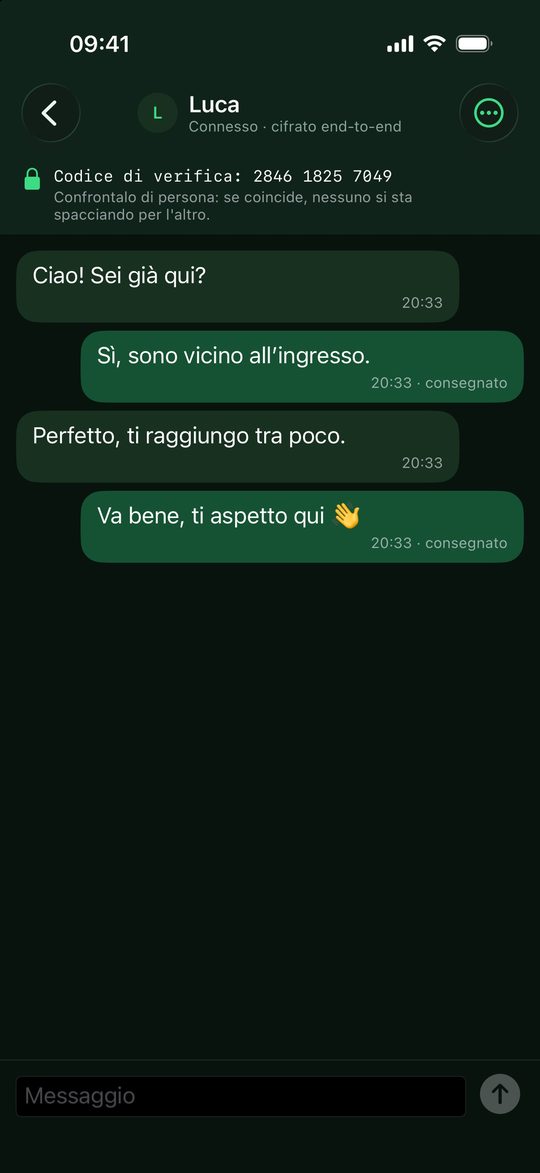 09:41
L
Luca
Connesso · cifrato end-to-end
Codice di verifica: 2846 1825 7049
Confrontalo di persona: se coincide, nessuno si sta
spacciando per l'altro.
Ciao! Sei già qui?
20:33
Sì, sono vicino all’ingresso.
20:33 · consegnato
Perfetto, ti raggiungo tra poco.
20:33
Va bene, ti aspetto qui 👋
20:33 · consegnato
Messaggio